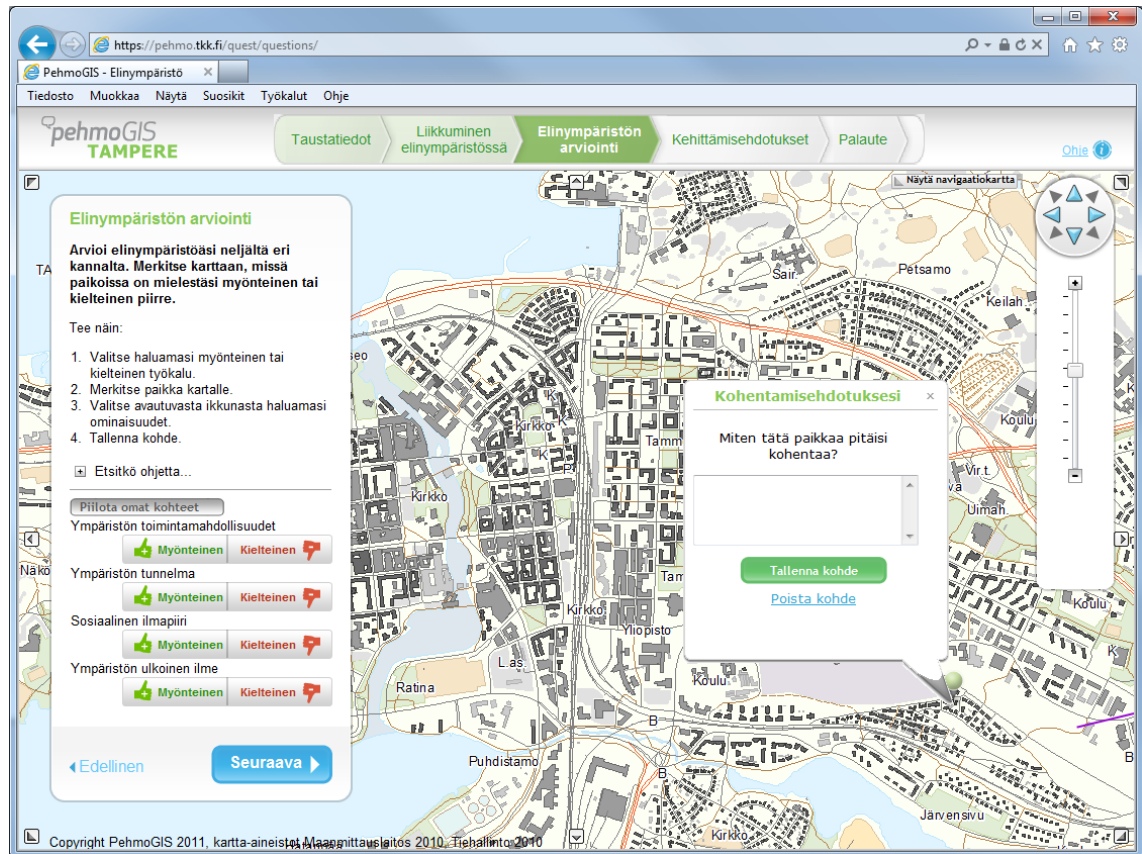 https://pehmo.tkk.fi/quest/questions/
PehmoGIS - Elinympäristö
Tiedosto Muokkaa Näytä Suosikit Työkalut Ohje
pehmoGIS
TAMPERE
Taustatiedot
Liikkuminen
elinympäristössä
Elinympäristön
arviointi
Kehittämisehdotukset
Palaute
Ohje
Näytä navigaatiokartta
Elinympäristön arviointi
Arvioi elinympäristöäsi neljältä eri
kannalta. Merkitse karttaan, missä
paikoissa on mielestäsi myönteinen tai
kielteinen piirre.
Tee näin:
1. Valitse haluamasi myönteinen tai
kielteinen työkalu.
2. Merkitse paikka kartalle.
3. Valitse avautuvasta ikkunasta haluamasi
ominaisuudet.
4. Tallenna kohde.
Etsitkö ohjetta...
Piilota omat kohteet
Ympäristön toimintamahdollisuudet
Myönteinen Kielteinen
Ympäristön tunnelma
Myönteinen Kielteinen
Sosiaalinen ilmapiiri
Myönteinen Kielteinen
Ympäristön ulkoinen ilme
Myönteinen Kielteinen
Edellinen
Seuraava
Kohentamisehdotuksesi
Miten tätä paikkaa pitäisi
kohentaa?
Tallenna kohde
Poista kohde
TA
Sair.
Petsamo
Keilah.
seo
K
Kirkko
K
K
P
Tamm
Koulu
Vir.t.
va
Uimah.
Kirkko
Näkö
Tam
Koulu
Kirkko
Yliopisto
K
L.as.
Koulu
Ratina
B
B
Puhdistamo
B
Järvensivu
Kirkko
Copyright PehmoGIS 2011, kartta-aineistot Maanmittauslaitos 2010, Tiehallinto 2010